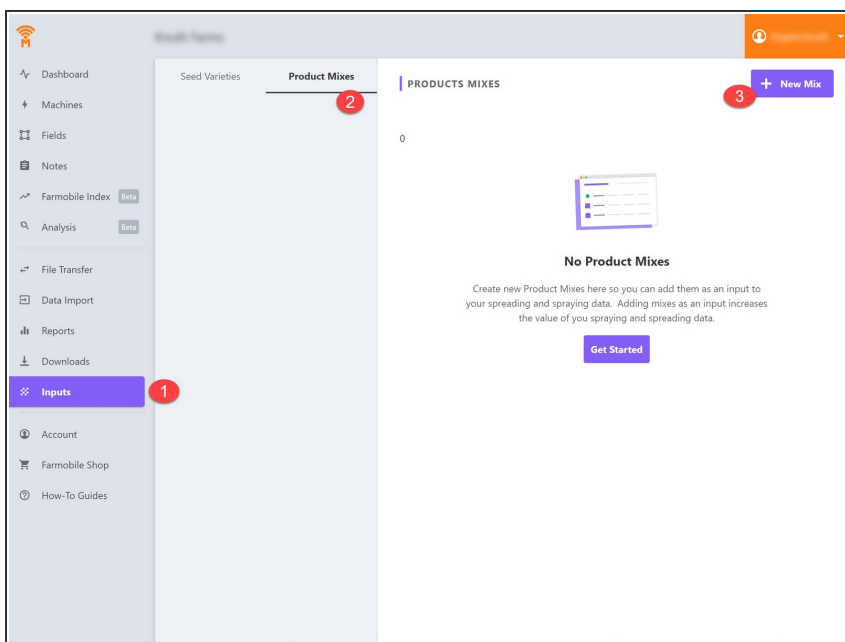 Dashboard
Machines
Fields
Notes
Farmobile Index Beta
Analysis Beta
File Transfer
Data Import
Reports
Downloads
Inputs
1
Account
Farmobile Shop
How-To Guides
Seed Varieties Product Mixes
2
PRODUCTS MIXES
+ New Mix
3
0
No Product Mixes
Create new Product Mixes here so you can add them as an input to
your spreading and spraying data. Adding mixes as an input increases
the value of you spraying and spreading data.
Get Started